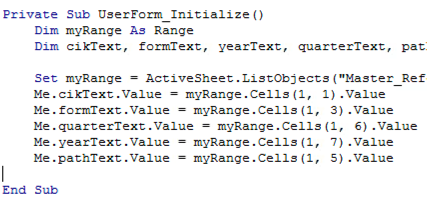 Private Sub UserForm_Initialize()
Dim myRange As Range
Dim cikText, formText, yearText, quarterText, pat
Set myRange = ActiveSheet.ListObjects("Master_Ref
Me.cikText.Value = myRange.Cells(1, 1).Value
Me.formText.Value = myRange.Cells(1, 3).Value
Me.quarterText.Value = myRange.Cells(1, 6).Value
Me.yearText.Value = myRange.Cells(1, 7).Value
Me.pathText.Value = myRange.Cells(1, 5).Value
End Sub